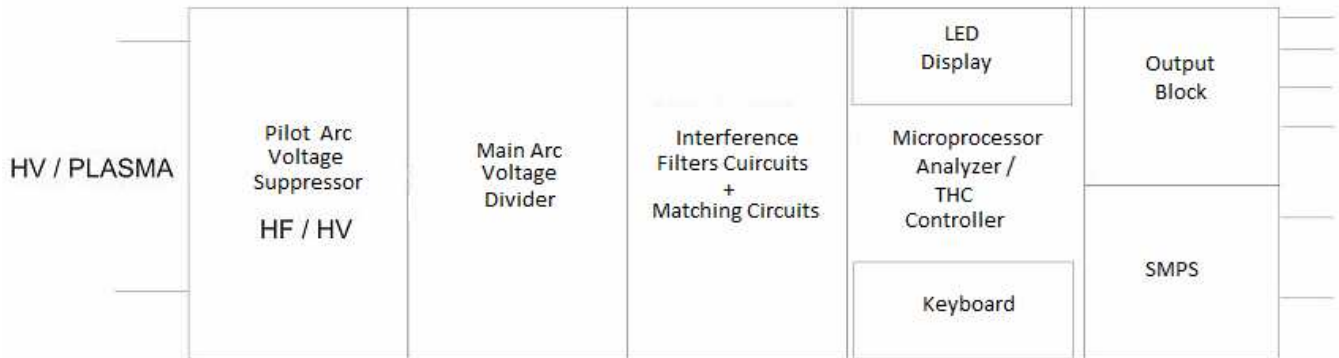 HV / PLASMA
Pilot Arc
Voltage
Suppressor
HF / HV
Main Arc
Voltage
Divider
Interference
Filters Cuircuits
+
Matching Circuits
LED
Display
Microprocessor
Analyzer /
THC
Controller
Keyboard
Output
Block
SMPS